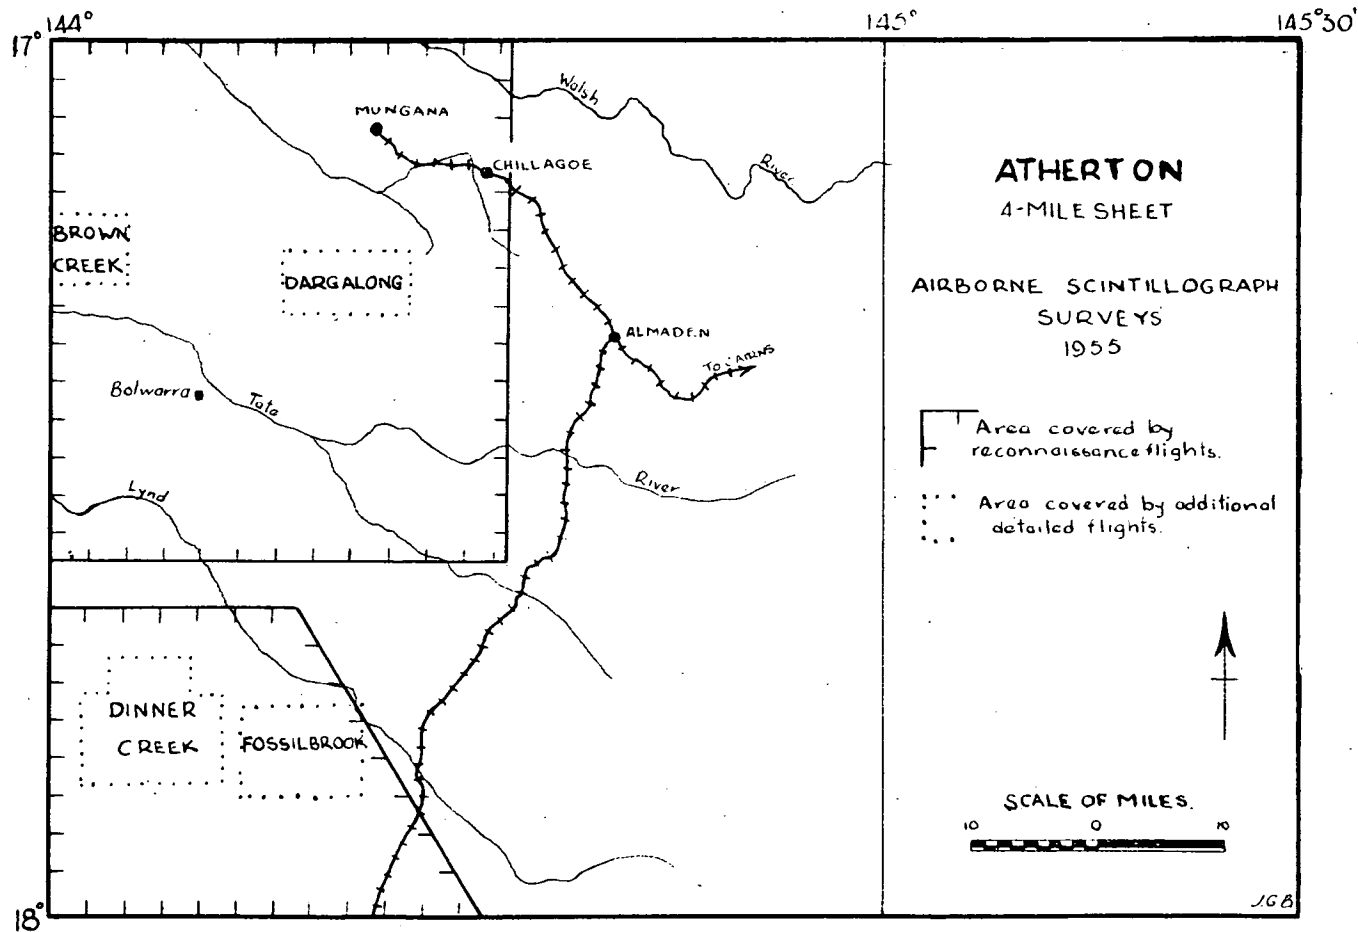 144°
145°
145°30'
17°
Walsh
River
MUNGANA
CHILLAGOE
ATHERTON
4-MILE SHEET
BROWN
CREEK
DARGALONG
AIRBORNE SCINTILLOGRAPH
SURVEYS
1955
ALMADEN
TO CAIRNS
Bolwarra
Tate
River
Area covered by
reconnaissance flights.
Lynd
Area covered by additional
detailed flights.
DINNER
CREEK
FOSSILBROOK
SCALE OF MILES.
10 0 10
18°
J.G.B.